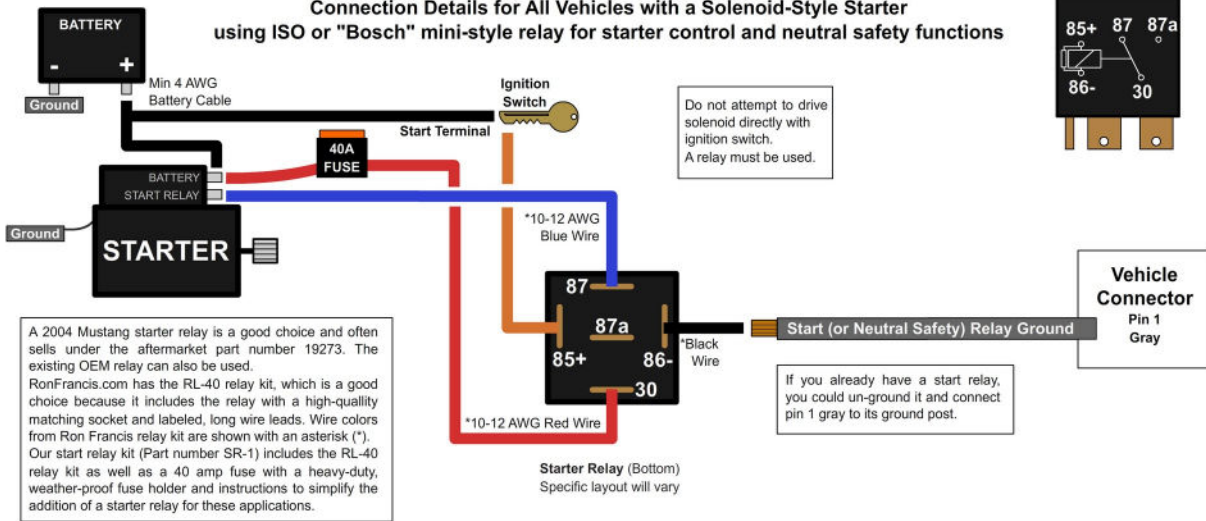 Connection Details for All Vehicles with a Solenoid-Style Starter
using ISO or "Bosch" mini-style relay for starter control and neutral safety functions
BATTERY
- +
Ground
Min 4 AWG
Battery Cable
Ignition
Switch
Start Terminal
40A
FUSE
BATTERY
START RELAY
Ground
STARTER
Do not attempt to drive
solenoid directly with
ignition switch.
A relay must be used.
85+ 87 87a
86- 30
*10-12 AWG
Blue Wire
87
87a
85+ 86-
30
*Black
Wire
*10-12 AWG Red Wire
Starter Relay (Bottom)
Specific layout will vary
Start (or Neutral Safety) Relay Ground
Vehicle
Connector
Pin 1
Gray
If you already have a start relay,
you could un-ground it and connect
pin 1 gray to its ground post.
A 2004 Mustang starter relay is a good choice and often
sells under the aftermarket part number 19273. The
existing OEM relay can also be used.
RonFrancis.com has the RL-40 relay kit, which is a good
choice because it includes the relay with a high-quallity
matching socket and labeled, long wire leads. Wire colors
from Ron Francis relay kit are shown with an asterisk (*).
Our start relay kit (Part number SR-1) includes the RL-40
relay kit as well as a 40 amp fuse with a heavy-duty,
weather-proof fuse holder and instructions to simplify the
addition of a starter relay for these applications.